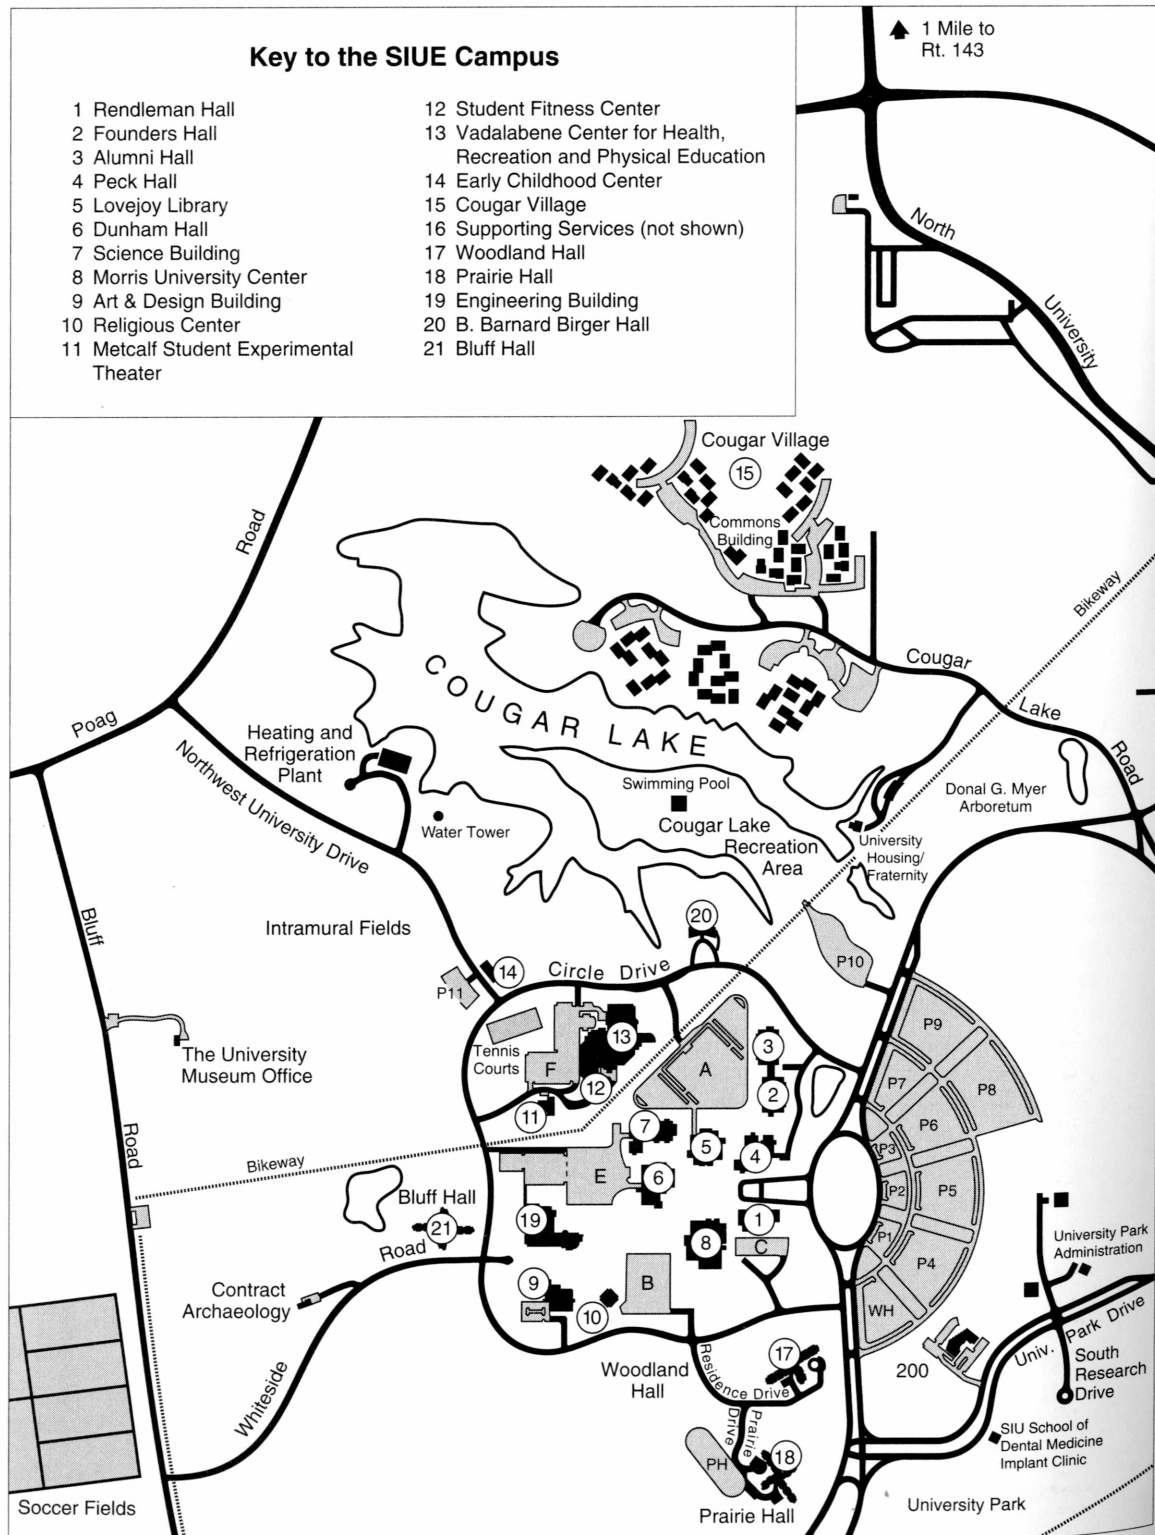 Key to the SIUE Campus
1 Rendleman Hall
2 Founders Hall
3 Alumni Hall
4 Peck Hall
5 Lovejoy Library
6 Dunham Hall
7 Science Building
8 Morris University Center
9 Art & Design Building
10 Religious Center
11 Metcalf Student Experimental
Theater
12 Student Fitness Center
13 Vadalabene Center for Health,
Recreation and Physical Education
14 Early Childhood Center
15 Cougar Village
16 Supporting Services (not shown)
17 Woodland Hall
18 Prairie Hall
19 Engineering Building
20 B. Barnard Birger Hall
21 Bluff Hall
1 Mile to
Rt. 143
North
University
Cougar Village
15
Commons
Building
Road
Bikeway
Cougar
Lake
Road
COUGAR LAKE
Poag
Heating and
Refrigeration
Plant
Northwest University Drive
Water Tower
Swimming Pool
Cougar Lake
Recreation
Area
Donal G. Myer
Arboretum
University
Housing/
Fraternity
Bluff
Intramural Fields
20
14
P11
Circle Drive
P10
P9
Tennis
Courts
13
F
A
3
P7
P8
The University
Museum Office
12
2
11
P6
7
5
4
P3
Road
Bikeway
E
6
P2
P5
Bluff Hall
21
19
1
P1
University Park
Administration
Road
8
C
P4
Contract
Archaeology
9
B
10
WH
Univ. Park Drive
Woodland
Hall
17
200
South
Research
Drive
Residence Drive
Whiteside
Prairie
Drive
SIU School of
Dental Medicine
Implant Clinic
PH
18
Soccer Fields
Prairie Hall
University Park